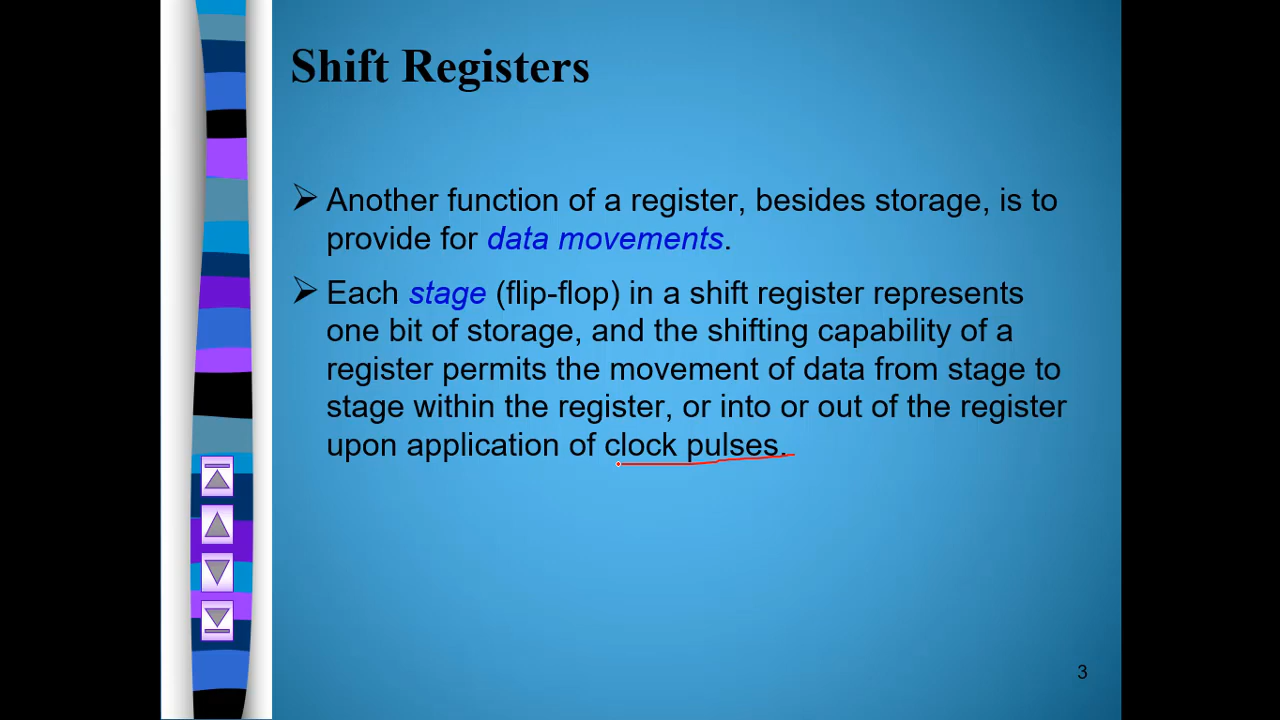 Shift Registers
Another function of a register, besides storage, is to
provide for data movements.
Each stage (flip-flop) in a shift register represents
one bit of storage, and the shifting capability of a
register permits the movement of data from stage to
stage within the register, or into or out of the register
upon application of clock pulses.
3